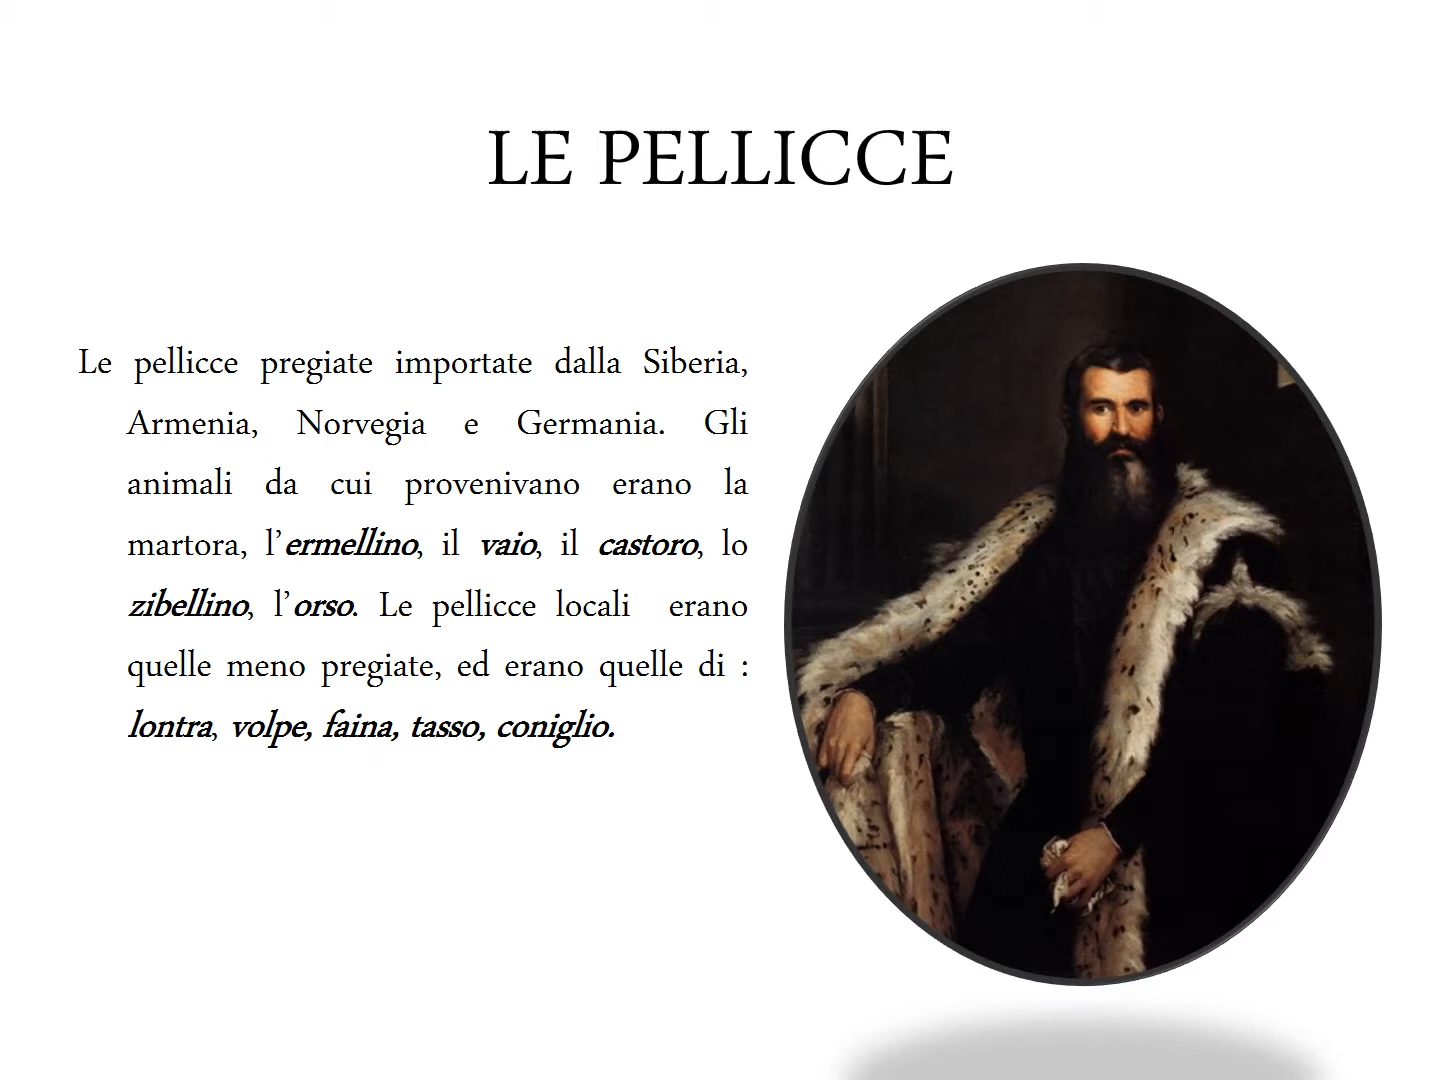 LE PELLICCE
Le pellicce pregiate importate dalla Siberia,
Armenia, Norvegia e Germania. Gli
animali da cui provenivano erano la
martora, l’ermellino, il vaio, il castoro, lo
zibellino, l’orso. Le pellicce locali erano
quelle meno pregiate, ed erano quelle di :
lontra, volpe, faina, tasso, coniglio.